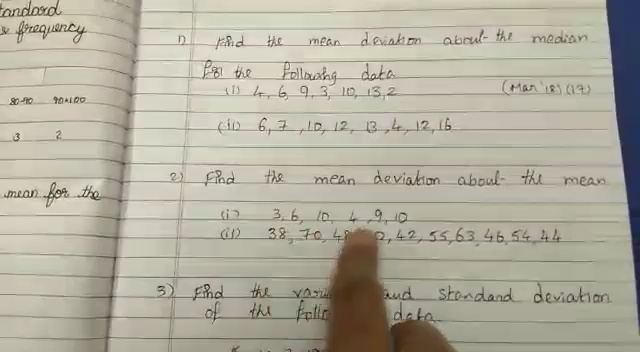 standard
& frequency
80-90 90-100
3 2
mean for the
1) Find the mean deviation about the median
for the following data
(i) 4, 6, 9, 3, 10, 13, 2 (Mar '18) (17)
(ii) 6, 7, 10, 12, 13, 4, 12, 16
2) Find the mean deviation about the mean
(i) 3, 6, 10, 4, 9, 10
(ii) 38, 70, 48, 42, 55, 63, 46, 54, 44
3) Find the and standard deviation
of the data